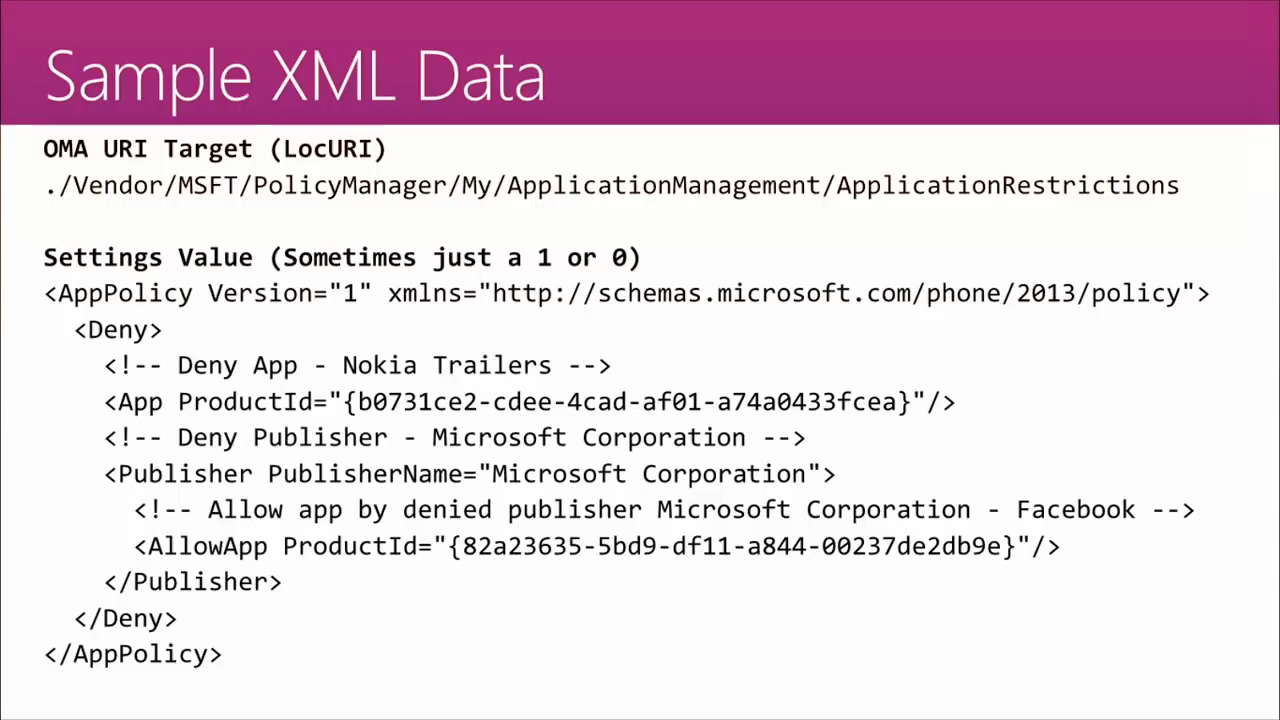 Sample XML Data
OMA URI Target (LocURI)
./Vendor/MSFT/PolicyManager/My/ApplicationManagement/ApplicationRestrictions
Settings Value (Sometimes just a 1 or 0)
<AppPolicy Version="1" xmlns="http://schemas.microsoft.com/phone/2013/policy">
<Deny>
<!-- Deny App - Nokia Trailers -->
<App ProductId="{b0731ce2-cdee-4cad-af01-a74a0433fcea}"/>
<!-- Deny Publisher - Microsoft Corporation -->
<Publisher PublisherName="Microsoft Corporation">
<!-- Allow app by denied publisher Microsoft Corporation - Facebook -->
<AllowApp ProductId="{82a23635-5bd9-df11-a844-00237de2db9e}"/>
</Publisher>
</Deny>
</AppPolicy>